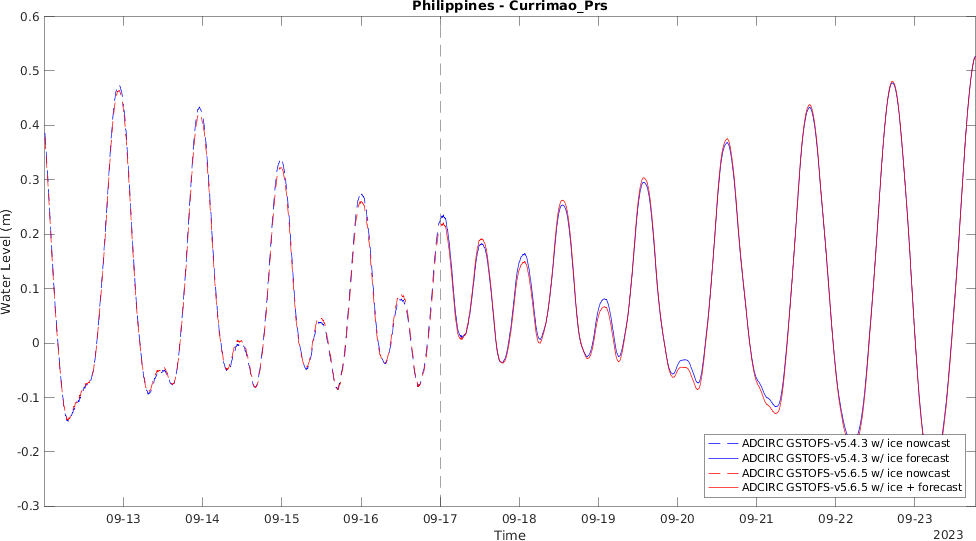 Philippines - Currimao_Prs
0.6
0.5
0.4
0.3
0.2
0.1
0
-0.1
-0.2
-0.3
Water Level (m)
09-13 09-14 09-15 09-16 09-17 09-18 09-19 09-20 09-21 09-22 09-23
Time
2023
ADCIRC GSTOFS-v5.4.3 w/ ice nowcast
ADCIRC GSTOFS-v5.4.3 w/ ice forecast
ADCIRC GSTOFS-v5.6.5 w/ ice nowcast
ADCIRC GSTOFS-v5.6.5 w/ ice + forecast